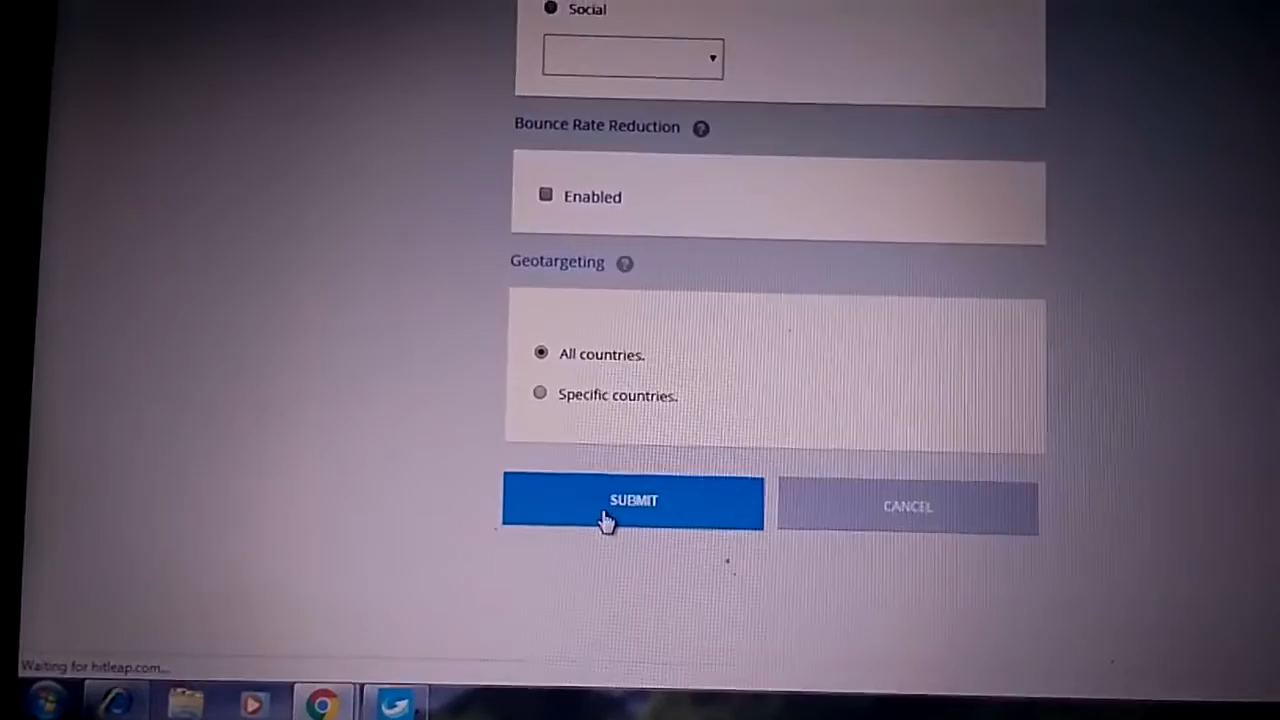 Social
Bounce Rate Reduction ?
Enabled
Geotargeting ?
All countries.
Specific countries.
SUBMIT
CANCEL
Waiting for hitleap.com...